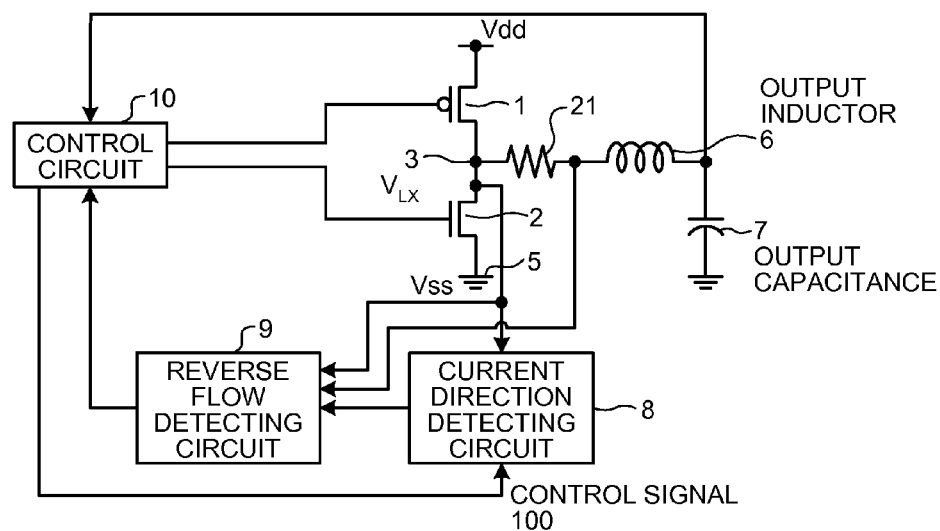 Vdd
10
CONTROL
CIRCUIT
1
21
OUTPUT
INDUCTOR
6
3
VLX
2
7
OUTPUT
CAPACITANCE
5
Vss
9
REVERSE
FLOW
DETECTING
CIRCUIT
CURRENT
DIRECTION
DETECTING
CIRCUIT
8
CONTROL SIGNAL
100